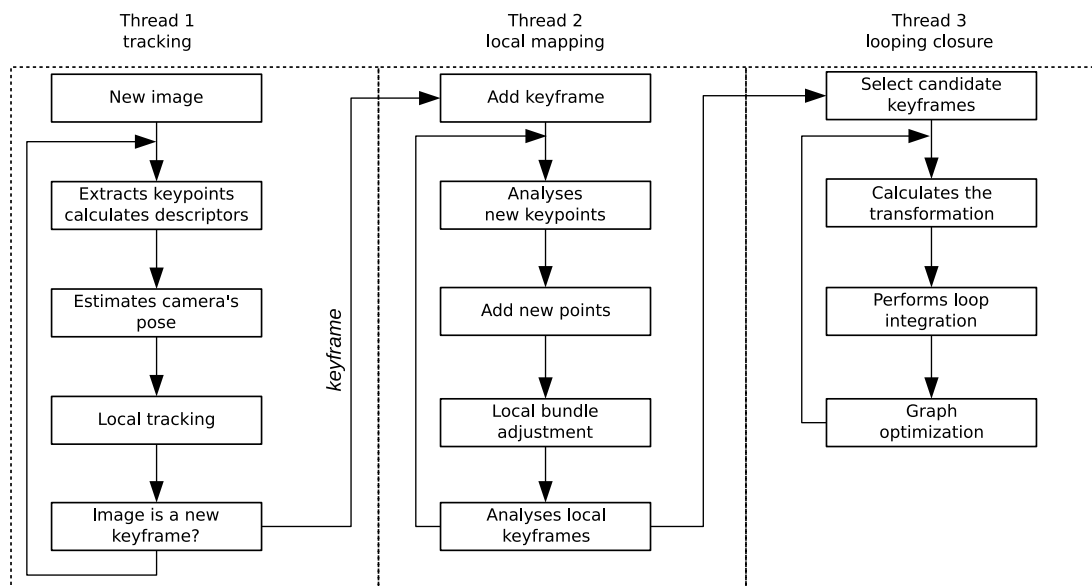 Thread 1
tracking
New image
Extracts keypoints
calculates descriptors
Estimates camera's
pose
Local tracking
Image is a new
keyframe?
keyframe
Thread 2
local mapping
Add keyframe
Analyses
new keypoints
Add new points
Local bundle
adjustment
Analyses local
keyframes
Thread 3
looping closure
Select candidate
keyframes
Calculates the
transformation
Performs loop
integration
Graph
optimization